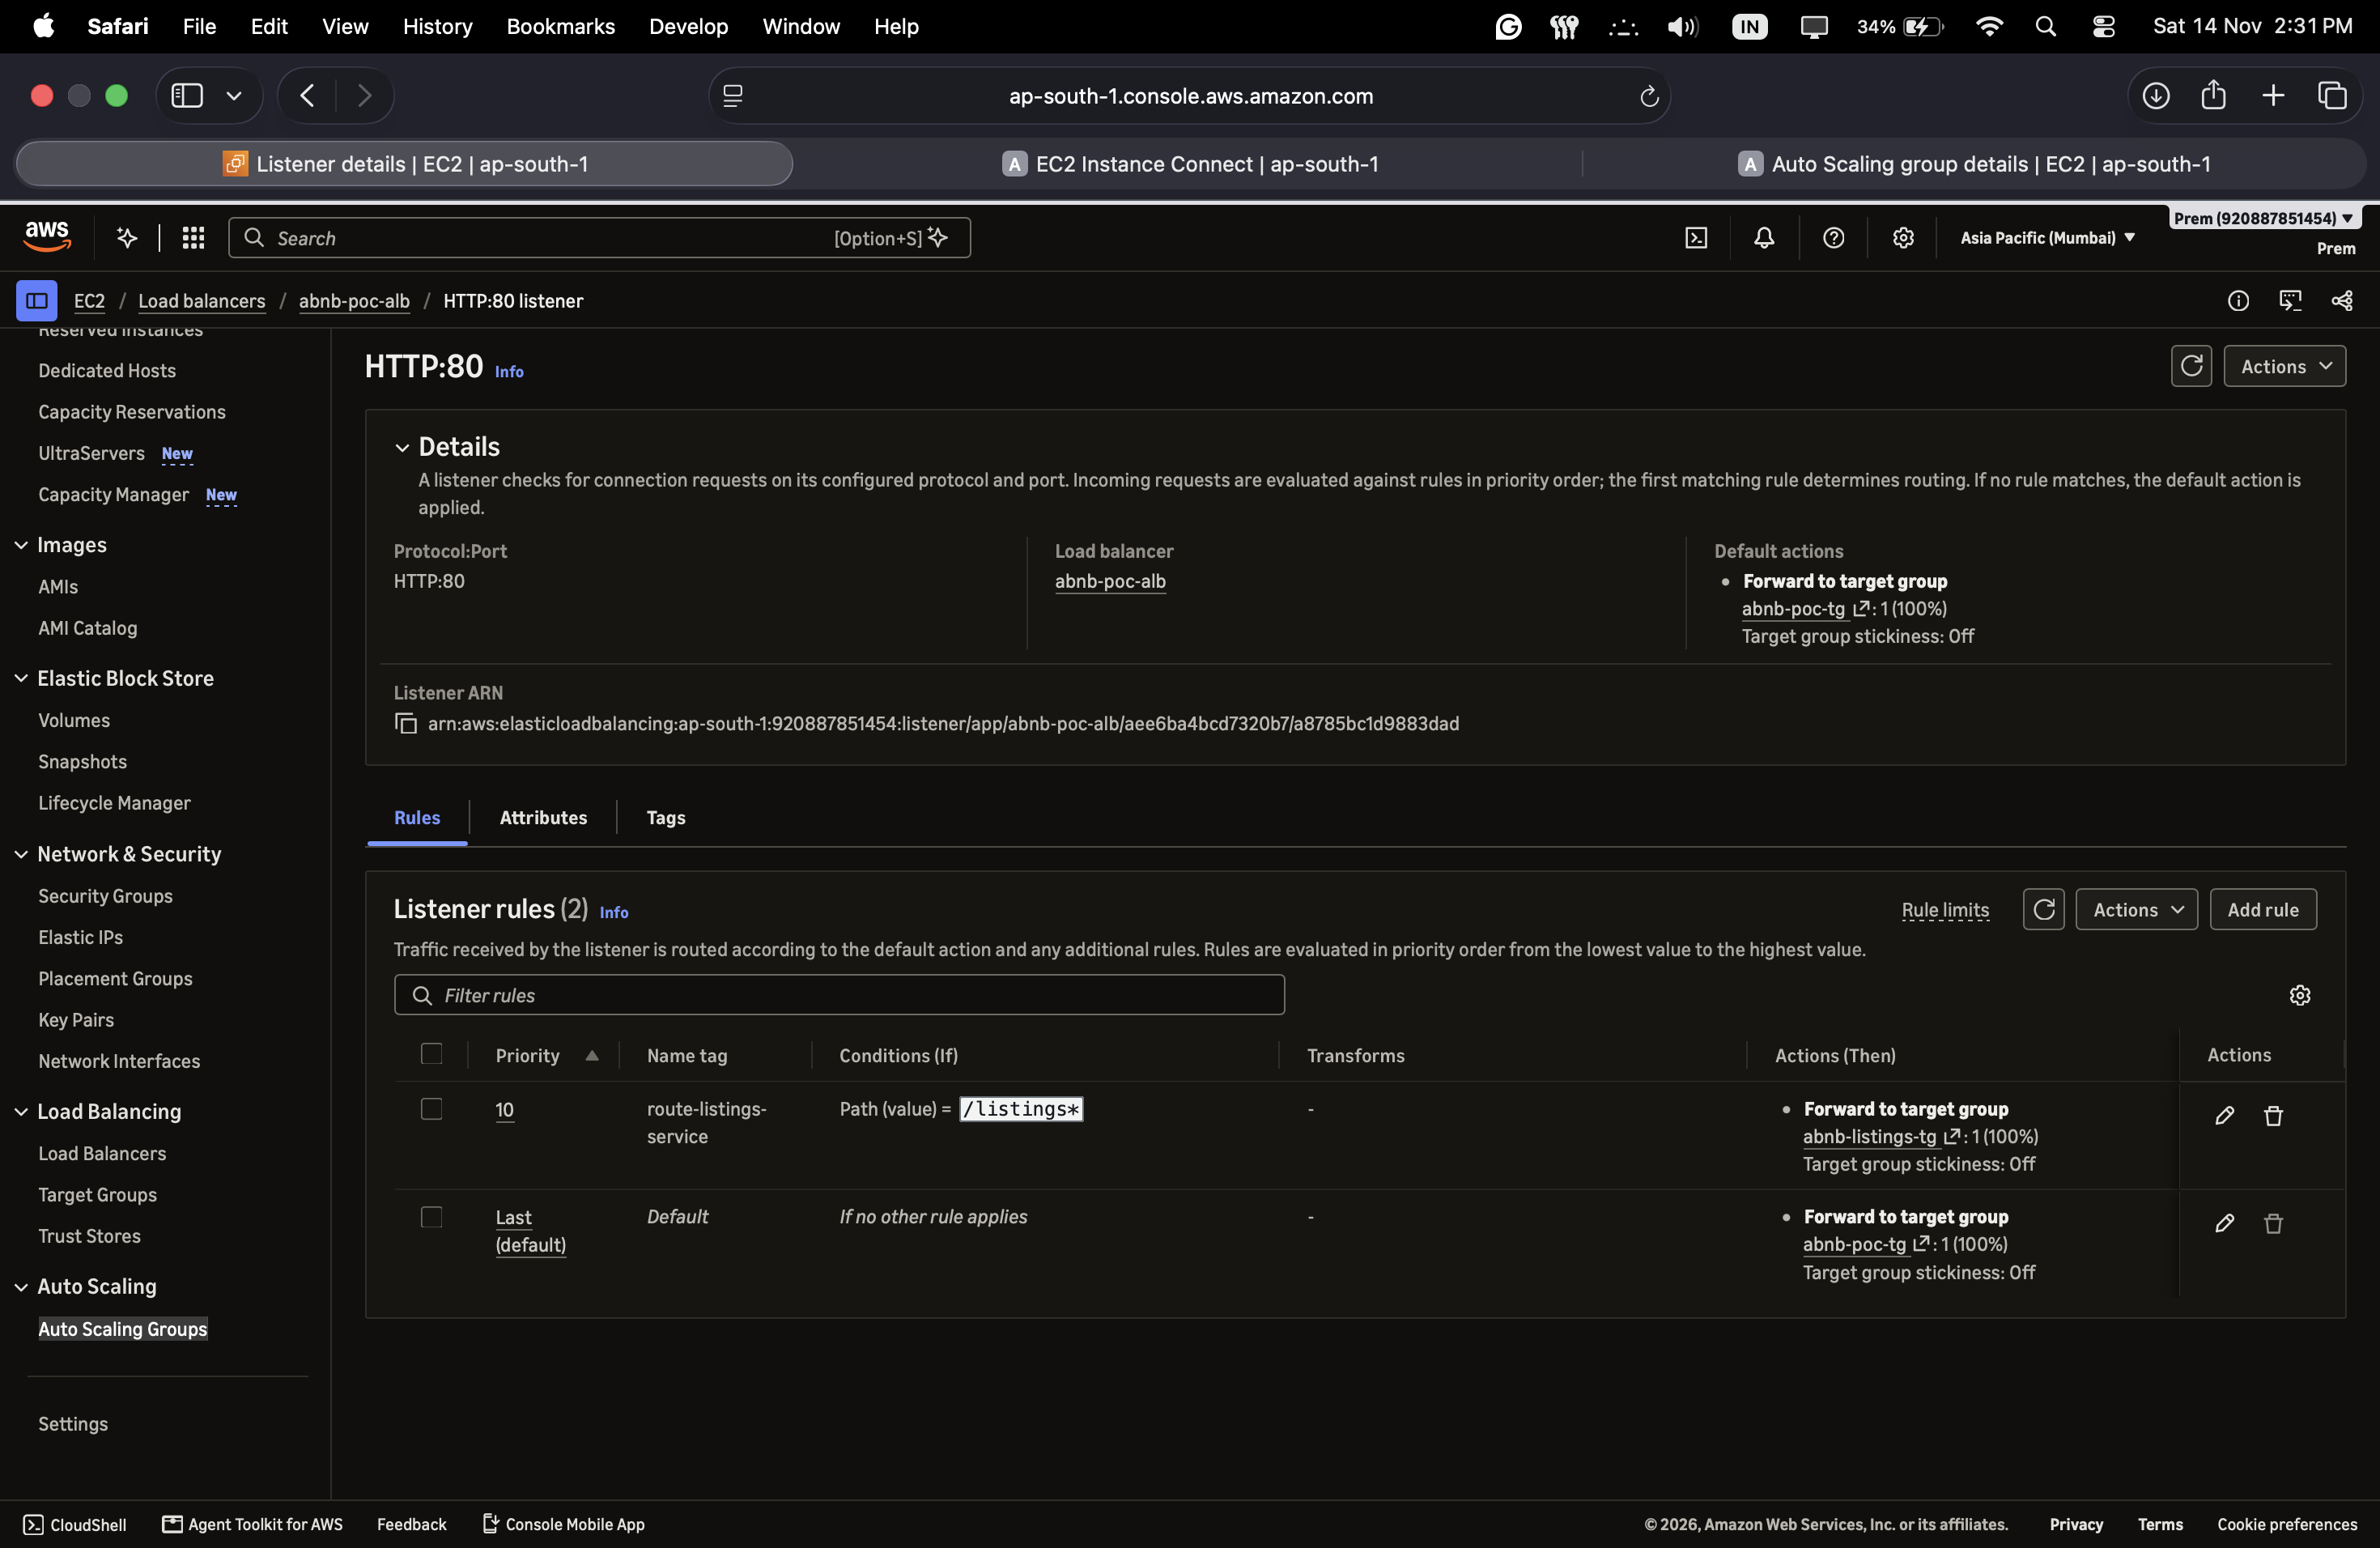 Safari File Edit View History Bookmarks Develop Window Help IN 34% Sat 14 Nov 2:31 PM
ap-south-1.console.aws.amazon.com
Listener details | EC2 | ap-south-1
A EC2 Instance Connect | ap-south-1
A Auto Scaling group details | EC2 | ap-south-1
aws Search [Option+S] Asia Pacific (Mumbai) Prem (920887851454)
Prem
EC2 / Load balancers / abnb-poc-alb / HTTP:80 listener
Reserved Instances
Dedicated Hosts
Capacity Reservations
UltraServers New
Capacity Manager New
Images
AMIs
AMI Catalog
Elastic Block Store
Volumes
Snapshots
Lifecycle Manager
Network & Security
Security Groups
Elastic IPs
Placement Groups
Key Pairs
Network Interfaces
Load Balancing
Load Balancers
Target Groups
Trust Stores
Auto Scaling
Auto Scaling Groups
Settings
HTTP:80 Info
Actions
Details
A listener checks for connection requests on its configured protocol and port. Incoming requests are evaluated against rules in priority order; the first matching rule determines routing. If no rule matches, the default action is
applied.
Protocol:Port
HTTP:80
Load balancer
abnb-poc-alb
Default actions
• Forward to target group
abnb-poc-tg : 1 (100%)
Target group stickiness: Off
Listener ARN
arn:aws:elasticloadbalancing:ap-south-1:920887851454:listener/app/abnb-poc-alb/aee6ba4bcd7320b7/a8785bc1d9883dad
Rules Attributes Tags
Listener rules (2) Info
Rule limits Actions Add rule
Traffic received by the listener is routed according to the default action and any additional rules. Rules are evaluated in priority order from the lowest value to the highest value.
Filter rules
Priority Name tag Conditions (If) Transforms Actions (Then) Actions
10
route-listings-
service
Path (value) = /listings*
-
• Forward to target group
abnb-listings-tg : 1 (100%)
Target group stickiness: Off
Last
(default)
Default
If no other rule applies
-
• Forward to target group
abnb-poc-tg : 1 (100%)
Target group stickiness: Off
CloudShell Agent Toolkit for AWS Feedback Console Mobile App © 2026, Amazon Web Services, Inc. or its affiliates. Privacy Terms Cookie preferences